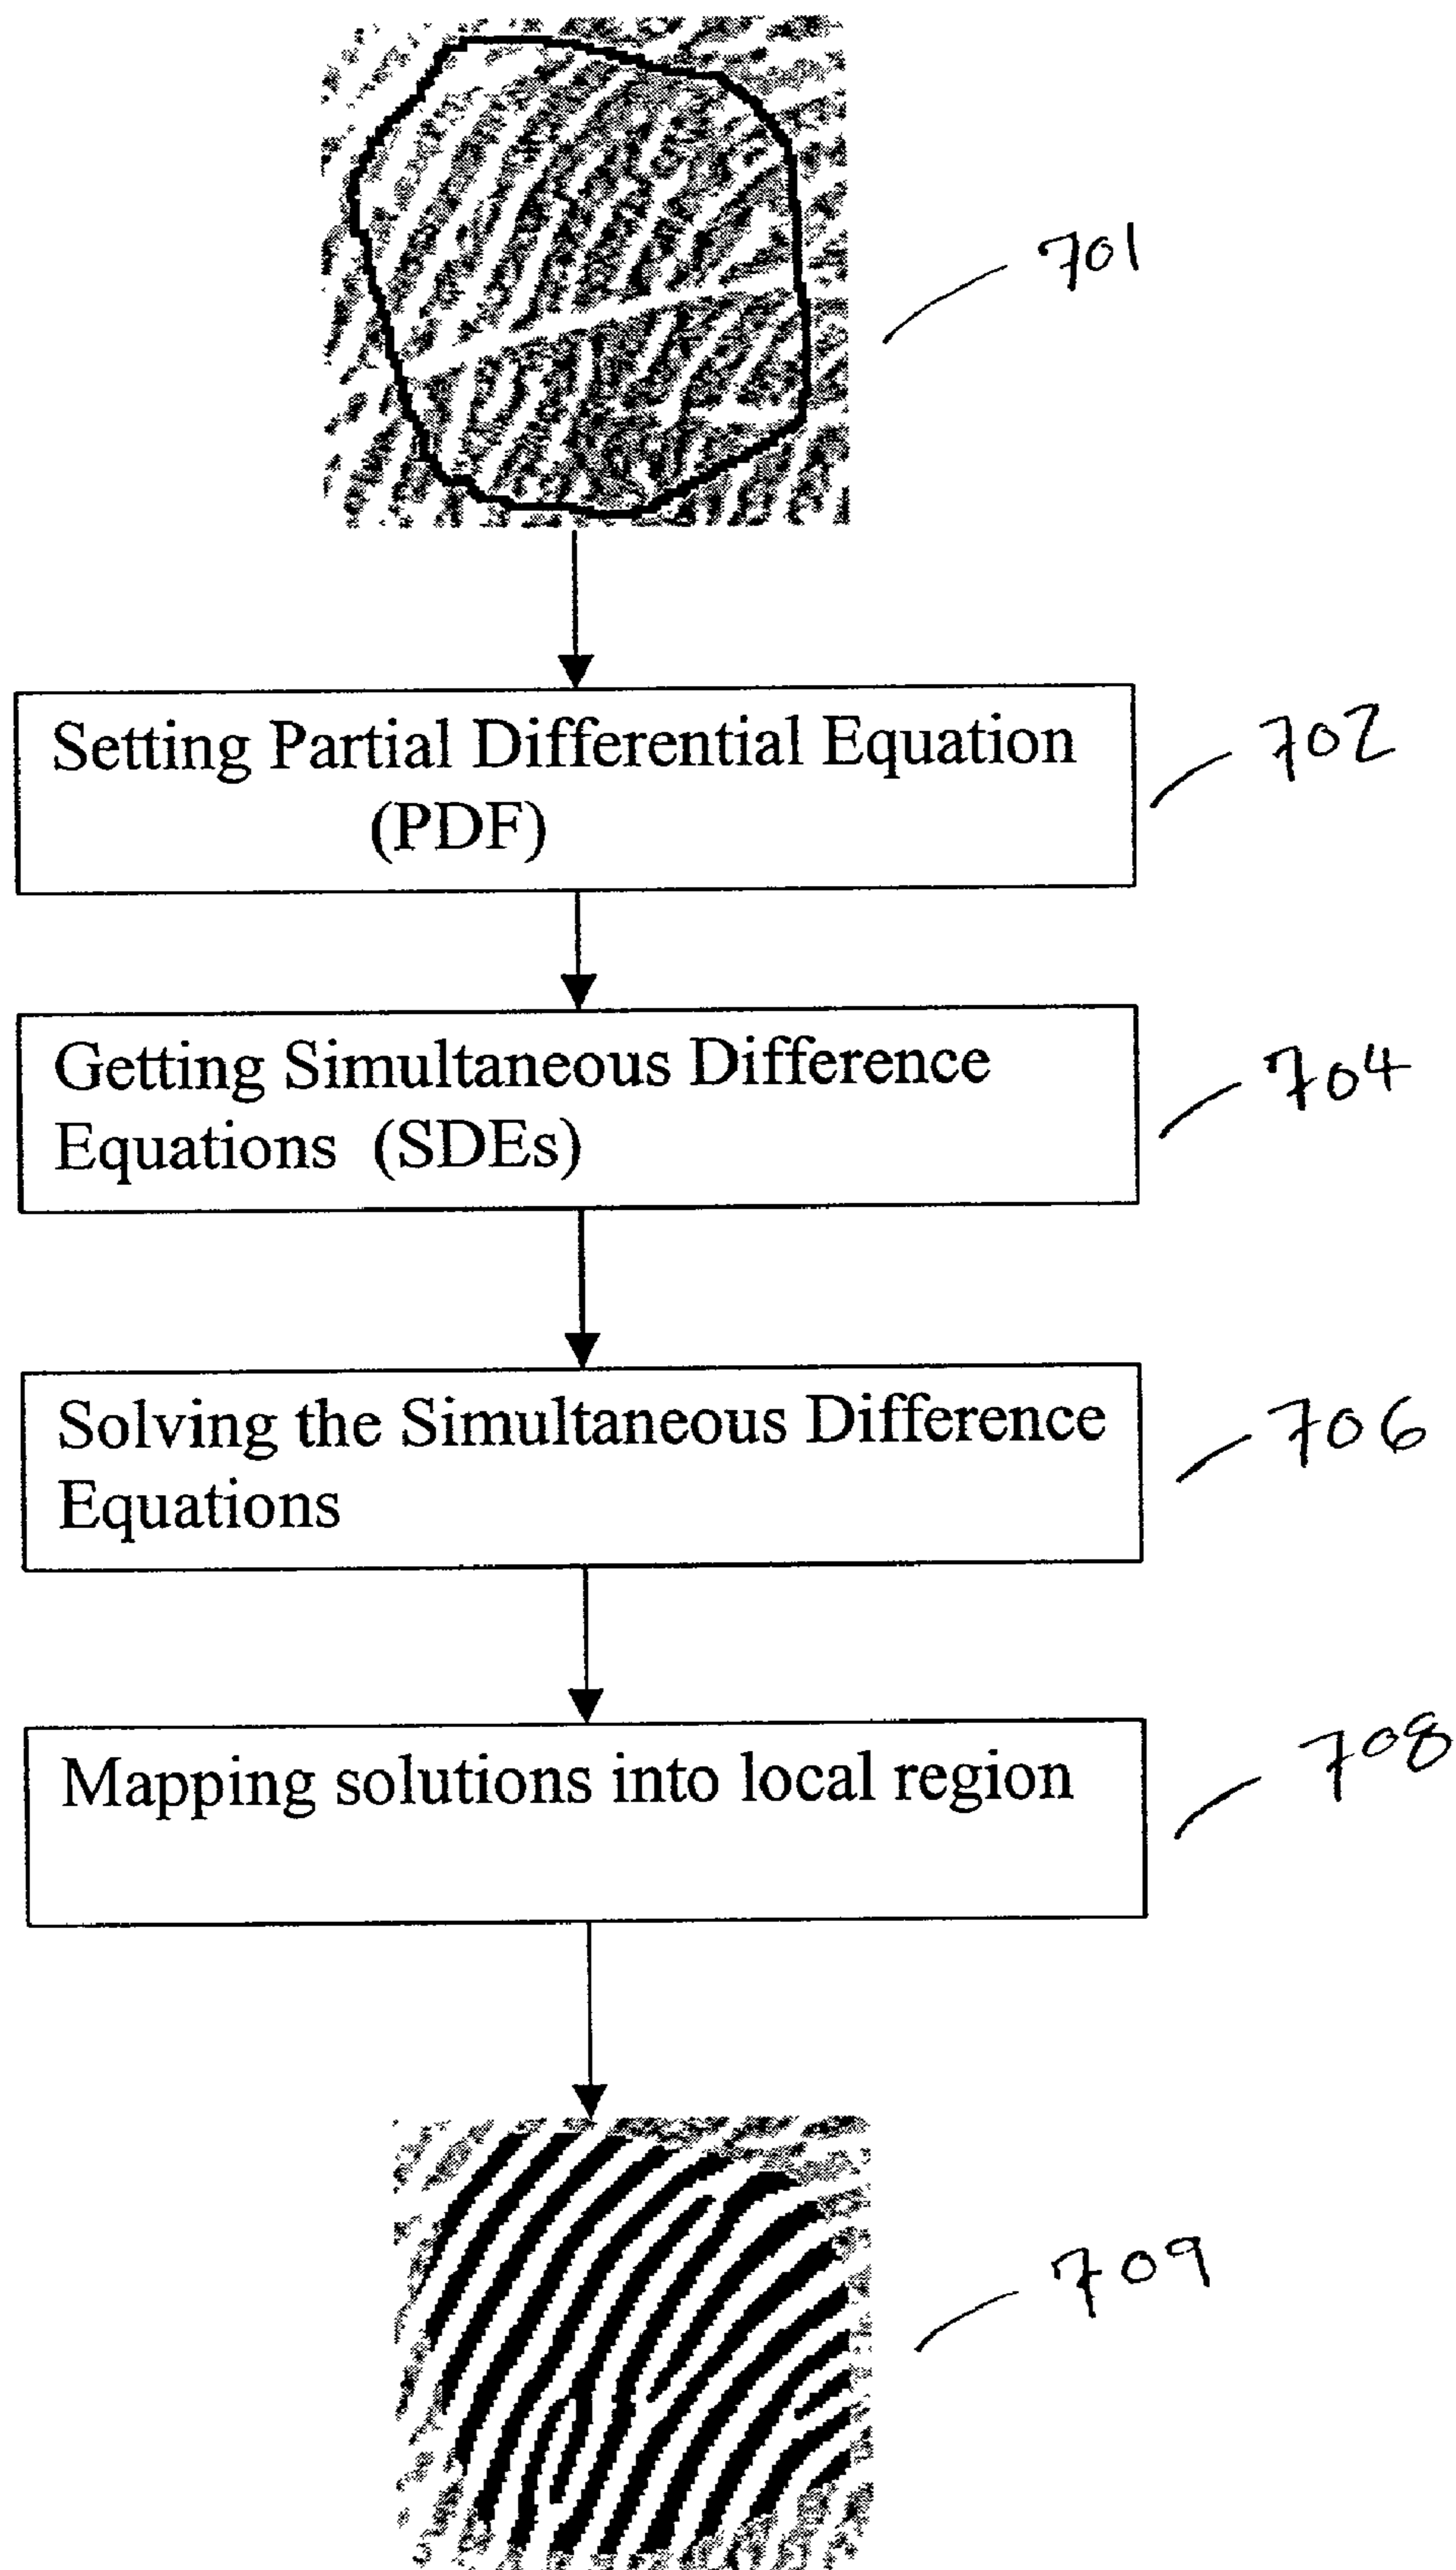 701
Setting Partial Differential Equation
(PDF)
702
Getting Simultaneous Difference
Equations (SDEs)
704
Solving the Simultaneous Difference
Equations
706
Mapping solutions into local region
708
709